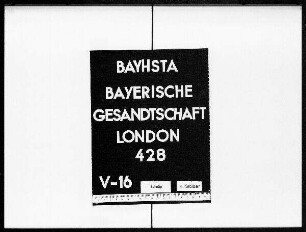 BAYHSTA
BAYERISCHE
GESANDTSCHAFT
LONDON
428
V-16